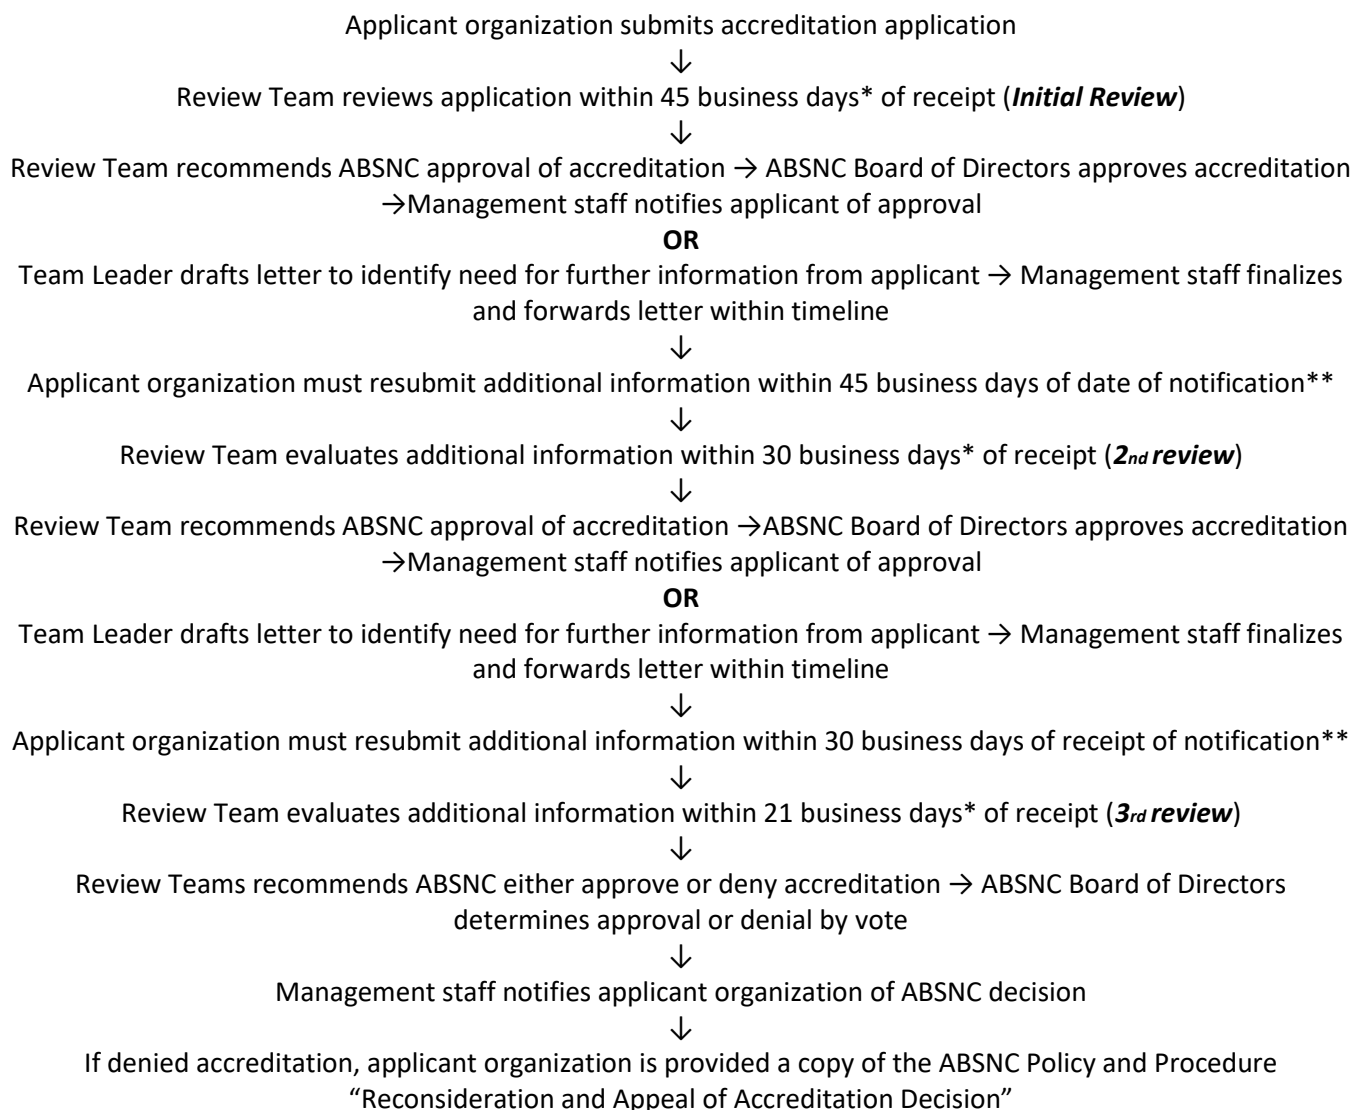 Applicant organization submits accreditation application
↓
Review Team reviews application within 45 business days* of receipt (Initial Review)
↓
Review Team recommends ABSNC approval of accreditation → ABSNC Board of Directors approves accreditation
→Management staff notifies applicant of approval
OR
Team Leader drafts letter to identify need for further information from applicant → Management staff finalizes
and forwards letter within timeline
↓
Applicant organization must resubmit additional information within 45 business days of date of notification**
↓
Review Team evaluates additional information within 30 business days* of receipt (2nd review)
↓
Review Team recommends ABSNC approval of accreditation →ABSNC Board of Directors approves accreditation
→Management staff notifies applicant of approval
OR
Team Leader drafts letter to identify need for further information from applicant → Management staff finalizes
and forwards letter within timeline
↓
Applicant organization must resubmit additional information within 30 business days of receipt of notification**
↓
Review Team evaluates additional information within 21 business days* of receipt (3rd review)
↓
Review Teams recommends ABSNC either approve or deny accreditation → ABSNC Board of Directors
determines approval or denial by vote
↓
Management staff notifies applicant organization of ABSNC decision
↓
If denied accreditation, applicant organization is provided a copy of the ABSNC Policy and Procedure
“Reconsideration and Appeal of Accreditation Decision”